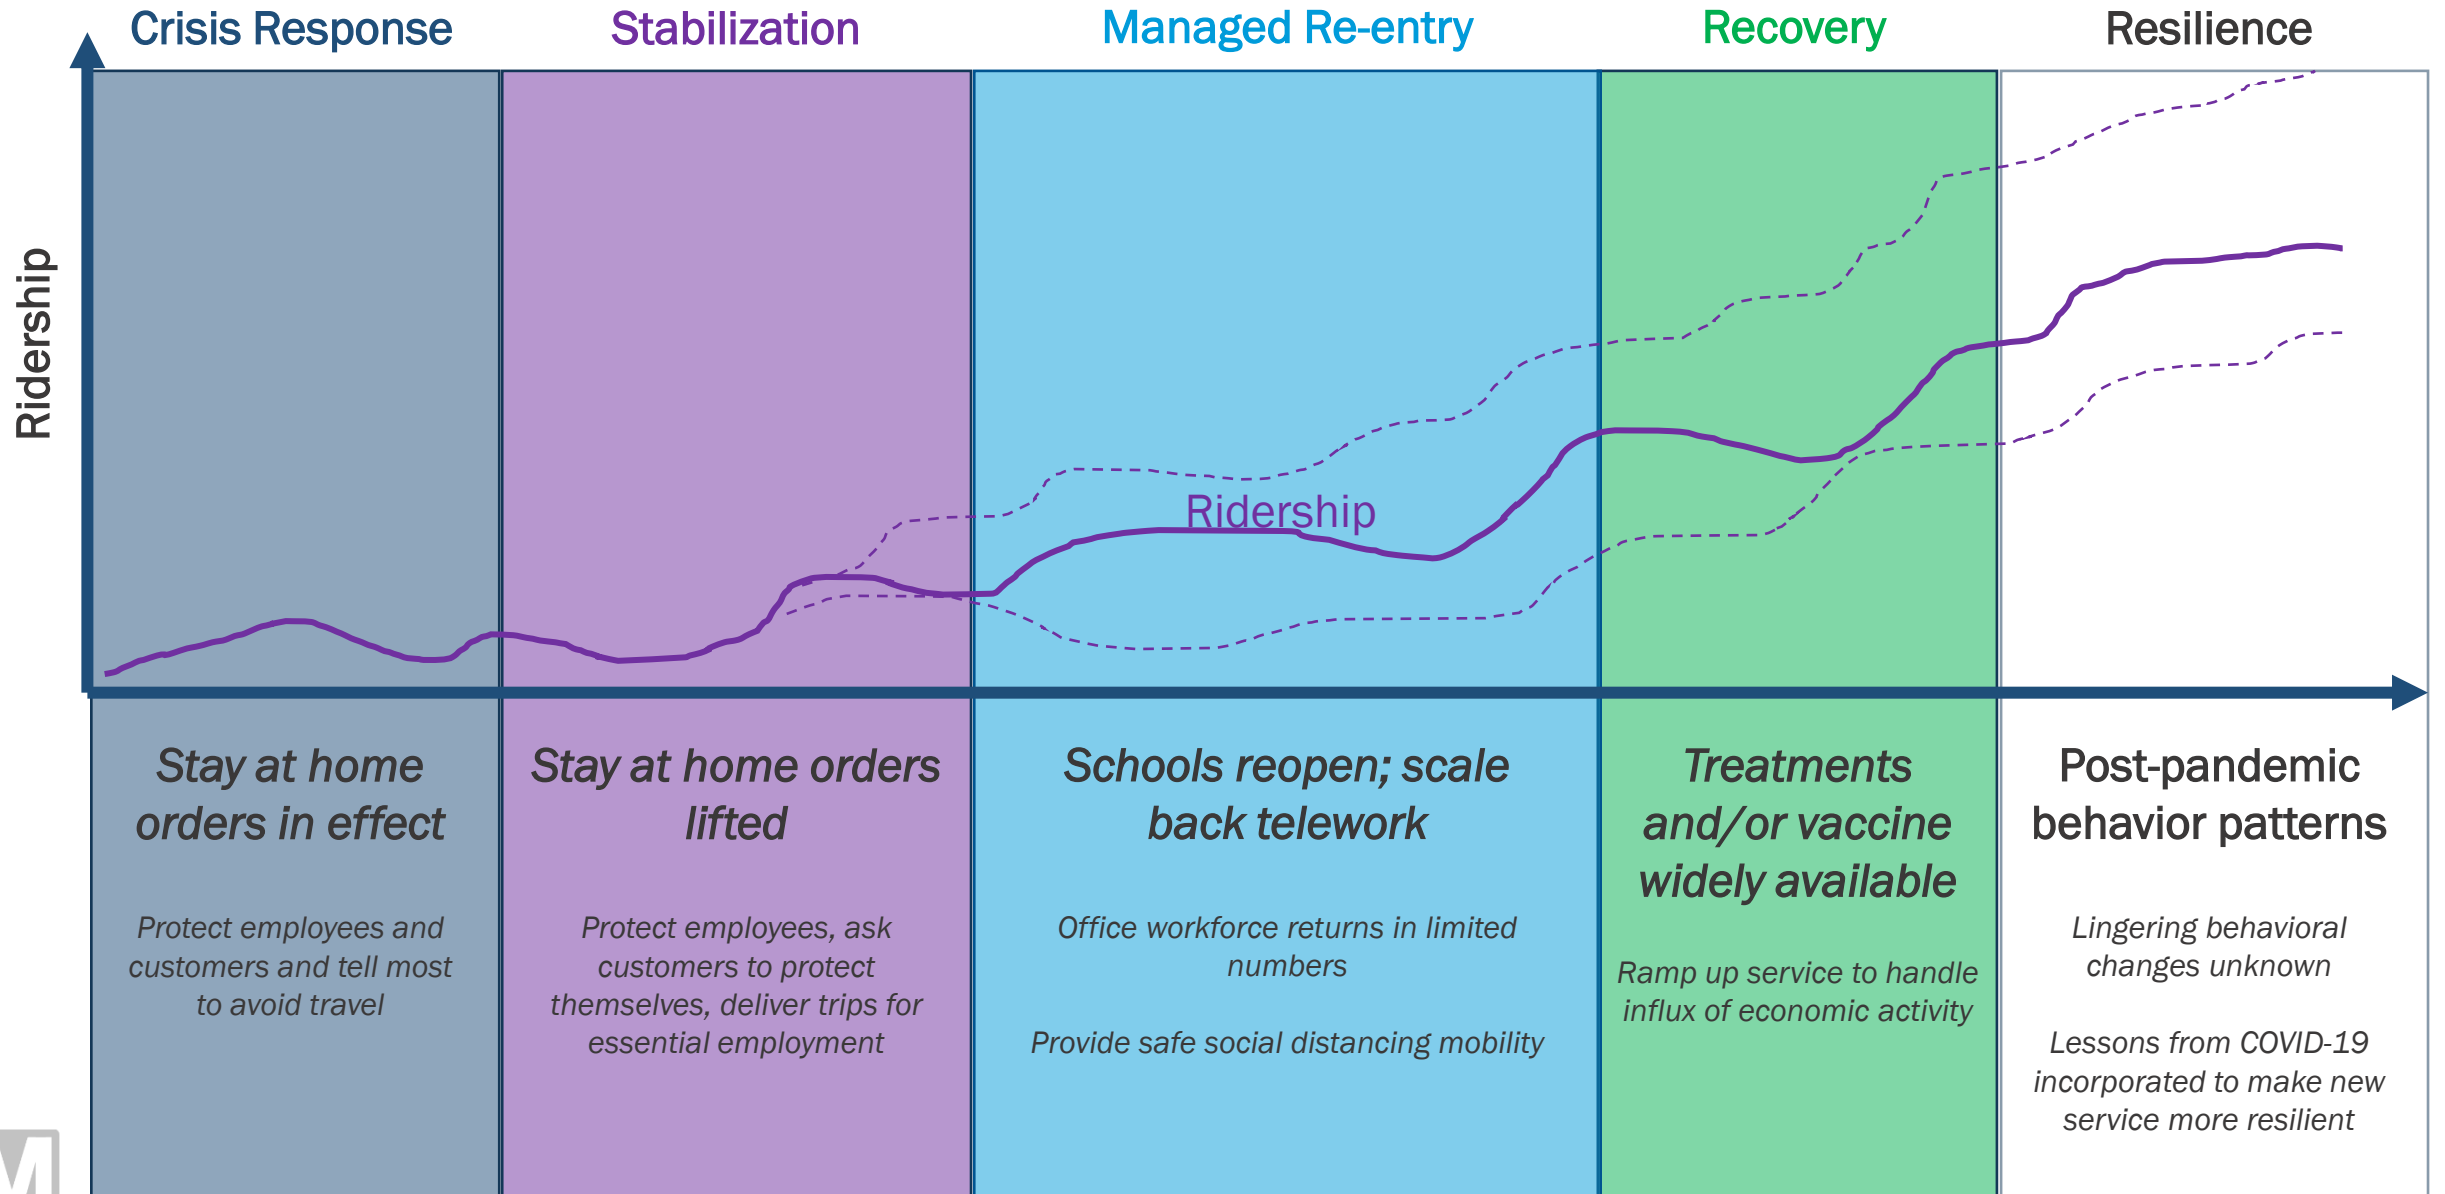 Crisis Response
Stabilization
Managed Re-entry
Recovery
Resilience
Ridership
Ridership
Stay at home
orders in effect
Protect employees and
customers and tell most
to avoid travel
Stay at home orders
lifted
Protect employees, ask
customers to protect
themselves, deliver trips for
essential employment
Schools reopen; scale
back telework
Office workforce returns in limited
numbers
Provide safe social distancing mobility
Treatments
and/or vaccine
widely available
Ramp up service to handle
influx of economic activity
Post-pandemic
behavior patterns
Lingering behavioral
changes unknown
Lessons from COVID-19
incorporated to make new
service more resilient
M